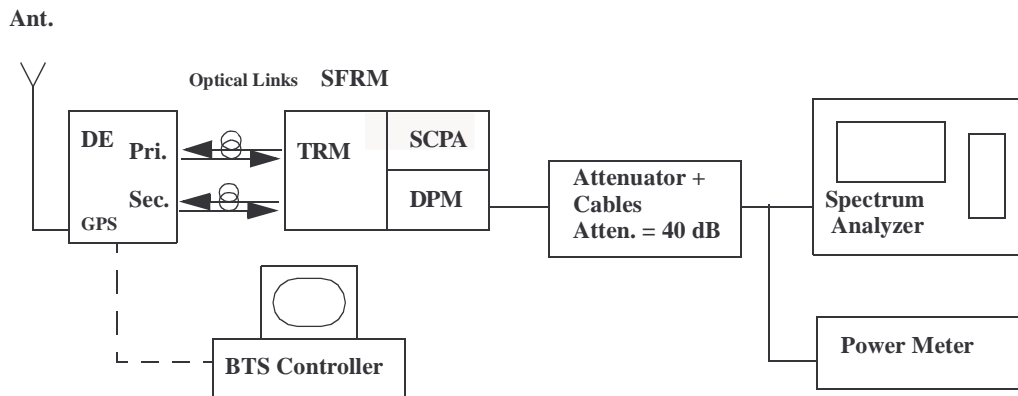 Ant.
Optical Links SFRM
DE
Pri.
TRM
SCPA
Sec.
DPM
GPS
Attenuator +
Cables
Atten. = 40 dB
Spectrum
Analyzer
BTS Controller
Power Meter